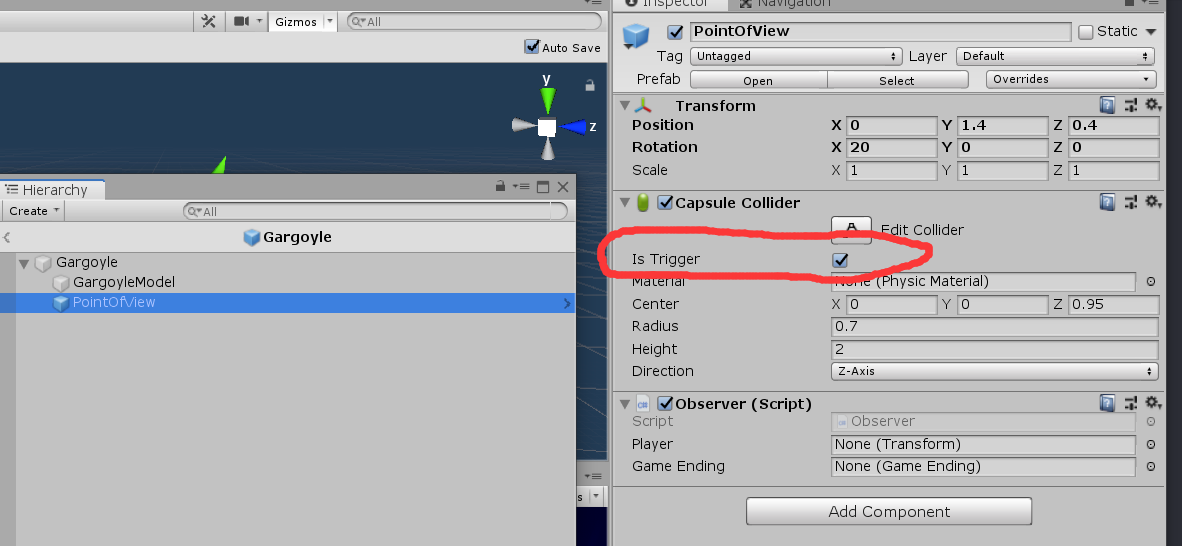 Inspector Navigation
Gizmos All
PointOfView Static
Auto Save
Tag Untagged Layer Default
Prefab Open Select Overrides
y
z
Transform
Position X 0 Y 1.4 Z 0.4
Rotation X 20 Y 0 Z 0
Scale X 1 Y 1 Z 1
Hierarchy
Create All
Gargoyle
Gargoyle
GargoyleModel
PointOfView
Capsule Collider
Edit Collider
Is Trigger
Material None (Physic Material)
Center X 0 Y 0 Z 0.95
Radius 0.7
Height 2
Direction Z-Axis
Observer (Script)
Script Observer
Player None (Transform)
Game Ending None (Game Ending)
Add Component